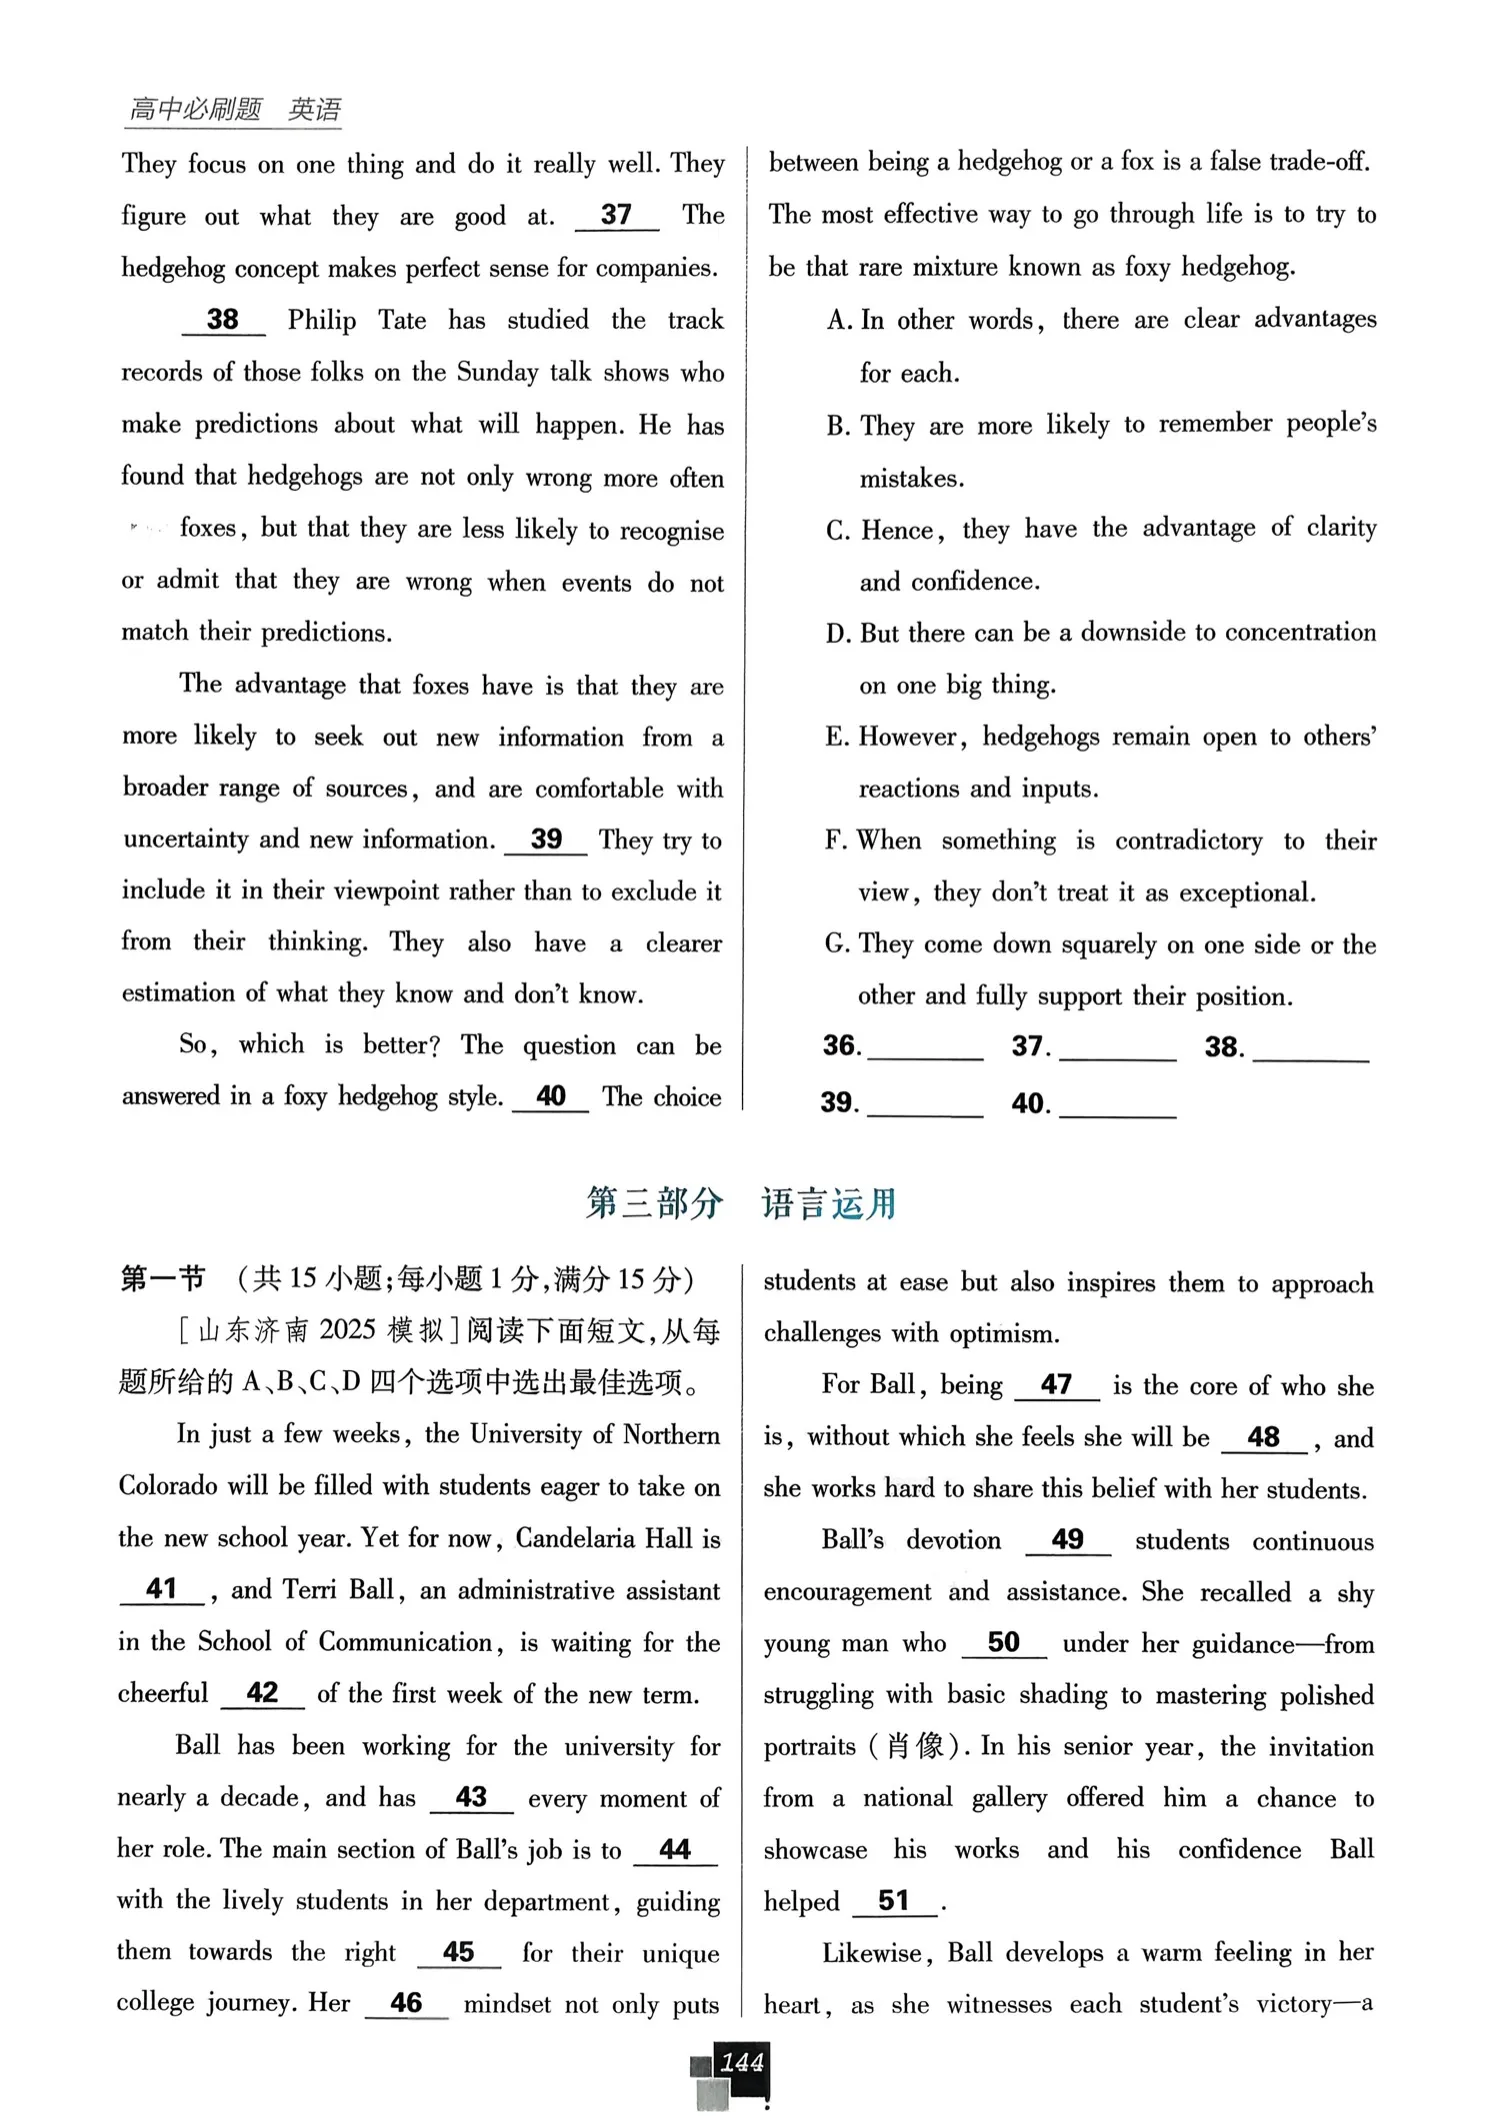 高中必刷题 英语
They focus on one thing and do it really well. They
figure out what they are good at. 37 The
hedgehog concept makes perfect sense for companies.
38 Philip Tate has studied the track
records of those folks on the Sunday talk shows who
make predictions about what will happen. He has
found that hedgehogs are not only wrong more often
foxes, but that they are less likely to recognise
or admit that they are wrong when events do not
match their predictions.
The advantage that foxes have is that they are
more likely to seek out new information from a
broader range of sources, and are comfortable with
uncertainty and new information. 39 They try to
include it in their viewpoint rather than to exclude it
from their thinking. They also have a clearer
estimation of what they know and don't know.
So, which is better? The question can be
answered in a foxy hedgehog style. 40 The choice
between being a hedgehog or a fox is a false trade-off.
The most effective way to go through life is to try to
be that rare mixture known as foxy hedgehog.
A. In other words, there are clear advantages
for each.
B. They are more likely to remember people's
mistakes.
C. Hence, they have the advantage of clarity
and confidence.
D. But there can be a downside to concentration
on one big thing.
E. However, hedgehogs remain open to others'
reactions and inputs.
F. When something is contradictory to their
view, they don't treat it as exceptional.
G. They come down squarely on one side or the
other and fully support their position.
36. ________ 37. ________ 38. ________
39. ________ 40. ________
第三部分 语言运用
第一节 (共15小题;每小题1分,满分15分)
[山东济南2025模拟]阅读下面短文,从每
题所给的A、B、C、D四个选项中选出最佳选项。
In just a few weeks, the University of Northern
Colorado will be filled with students eager to take on
the new school year. Yet for now, Candelaria Hall is
41, and Terri Ball, an administrative assistant
in the School of Communication, is waiting for the
cheerful 42 of the first week of the new term.
Ball has been working for the university for
nearly a decade, and has 43 every moment of
her role. The main section of Ball's job is to 44
with the lively students in her department, guiding
them towards the right 45 for their unique
college journey. Her 46 mindset not only puts
students at ease but also inspires them to approach
challenges with optimism.
For Ball, being 47 is the core of who she
is, without which she feels she will be 48, and
she works hard to share this belief with her students.
Ball's devotion 49 students continuous
encouragement and assistance. She recalled a shy
young man who 50 under her guidance—from
struggling with basic shading to mastering polished
portraits (肖像). In his senior year, the invitation
from a national gallery offered him a chance to
showcase his works and his confidence Ball
helped 51.
Likewise, Ball develops a warm feeling in her
heart, as she witnesses each student's victory—a
144